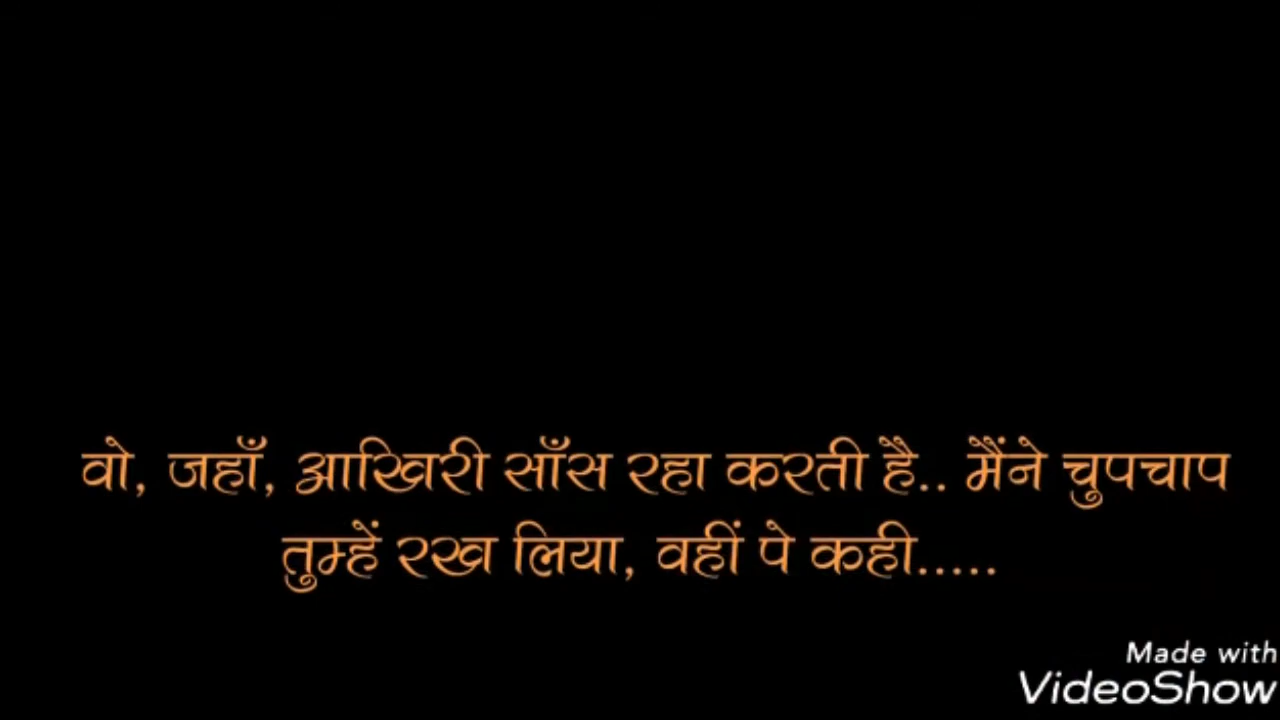 वो, जहाँ, आखिरी साँस रहा करती है.. मैंने चुपचाप
तुम्हें रख लिया, वहीं पे कही.....
Made with
VideoShow